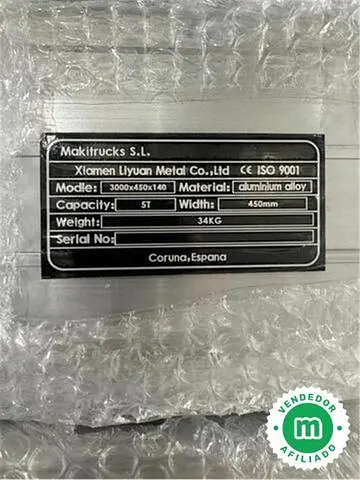 Makitrucks S.L.
Xiamen Liyuan Metal Co.,Ltd CE ISO 9001
Modle: 3000x450x140 Material: aluminium alloy
Capacity: 5T Width: 450mm
Weight: 34KG
Serial No:
Coruna,Espana
VENDEDOR
m
AFILIADO